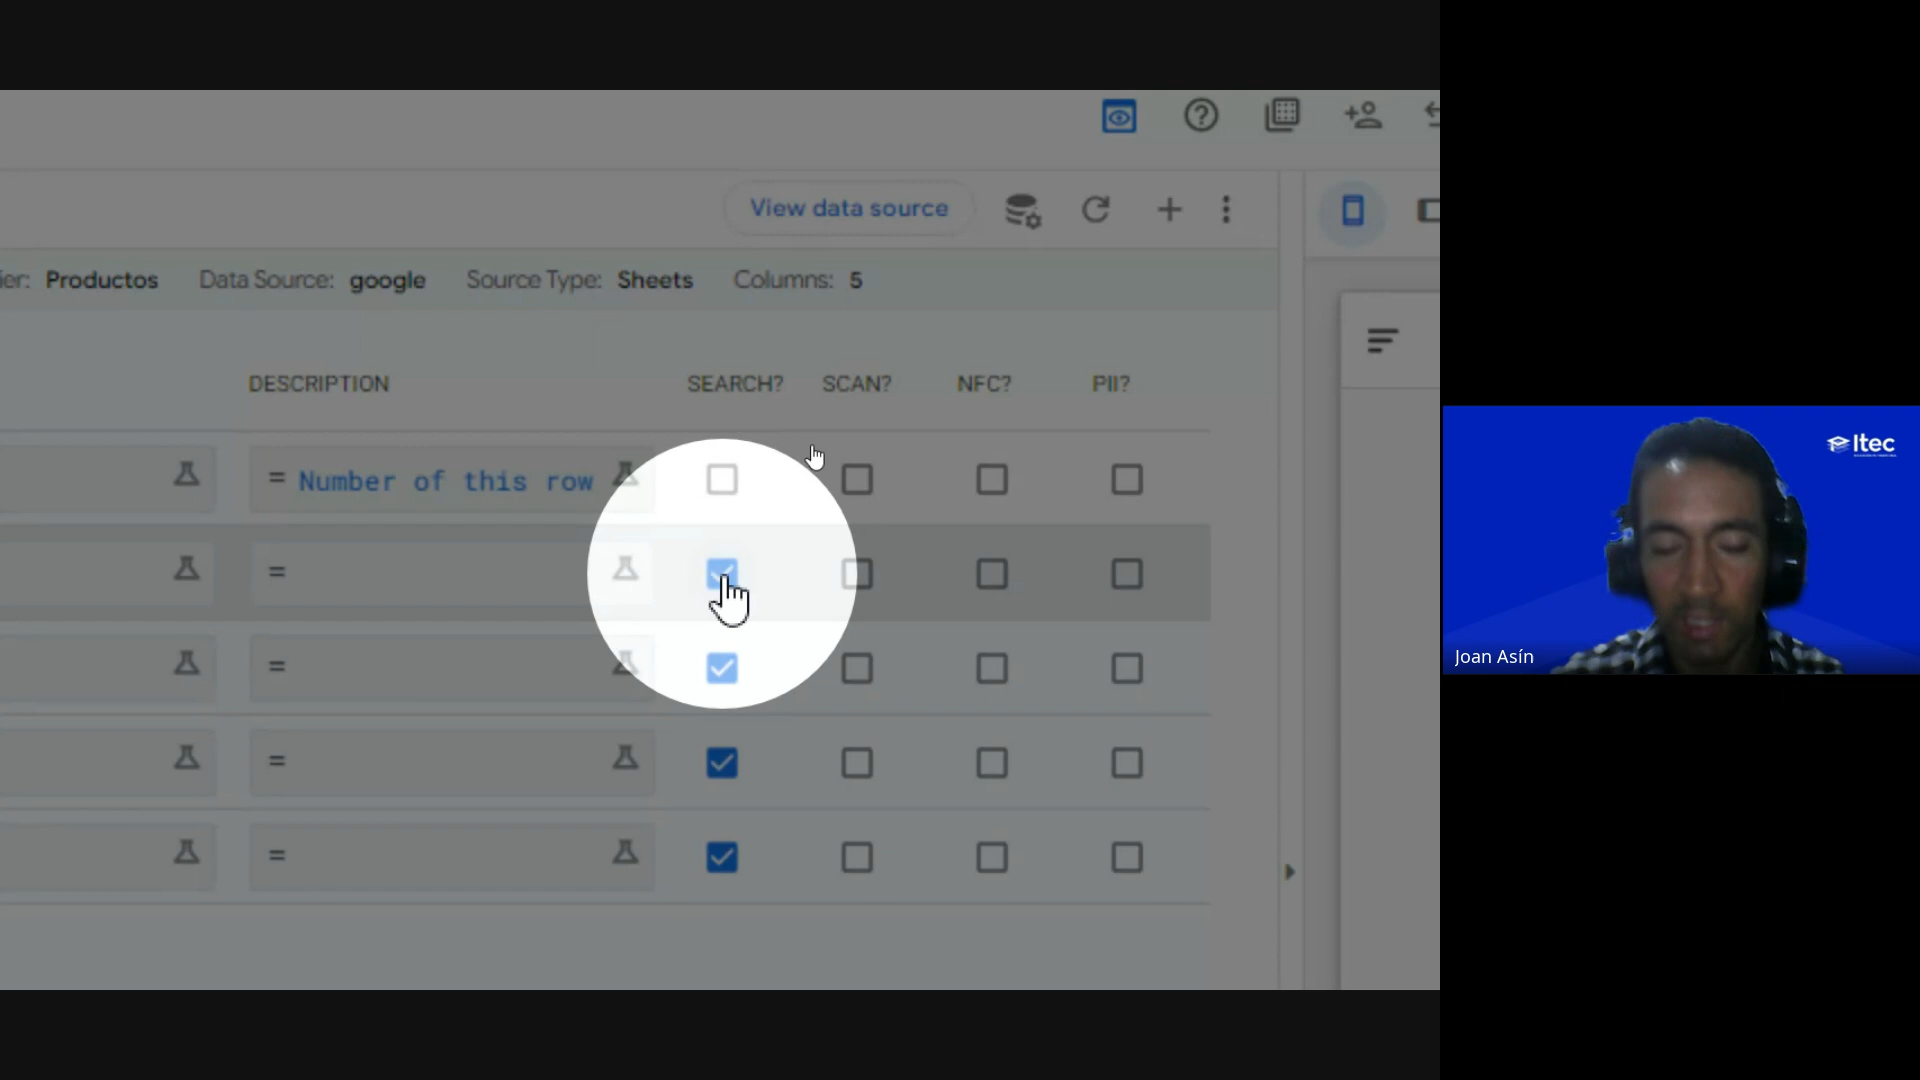 View data source
ier: Productos Data Source: google Source Type: Sheets Columns: 5
DESCRIPTION SEARCH? SCAN? NFC? PII?
= Number of this row
=
=
=
=
Itec
Joan Asín